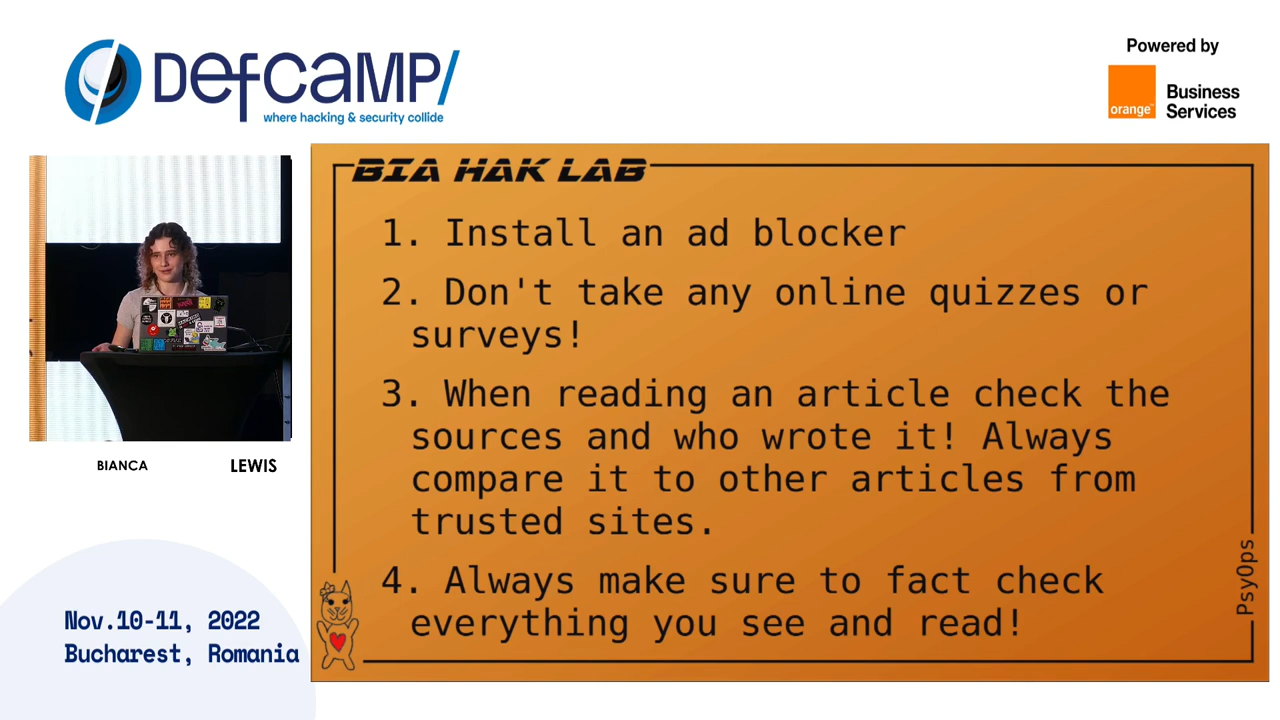 DefCamp/
where hacking & security collide
Powered by
orange™
Business
Services
BIA HAK LAB
1. Install an ad blocker
2. Don't take any online quizzes or
surveys!
3. When reading an article check the
sources and who wrote it! Always
compare it to other articles from
trusted sites.
4. Always make sure to fact check
everything you see and read!
PsyOps
BIANCA LEWIS
Nov.10-11, 2022
Bucharest, Romania